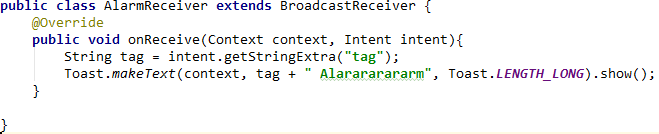 public class AlarmReceiver extends BroadcastReceiver {
    @Override
    public void onReceive(Context context, Intent intent){
        String tag = intent.getStringExtra("tag");
        Toast.makeText(context, tag + " Alarararararm", Toast.LENGTH_LONG).show();
    }
}